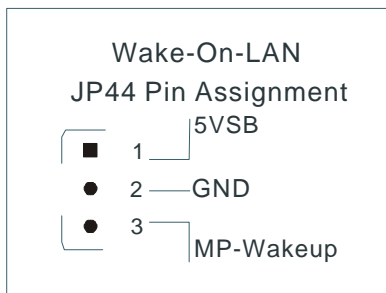 Wake-On-LAN
JP44 Pin Assignment
5VSB
1
2 GND
3
MP-Wakeup